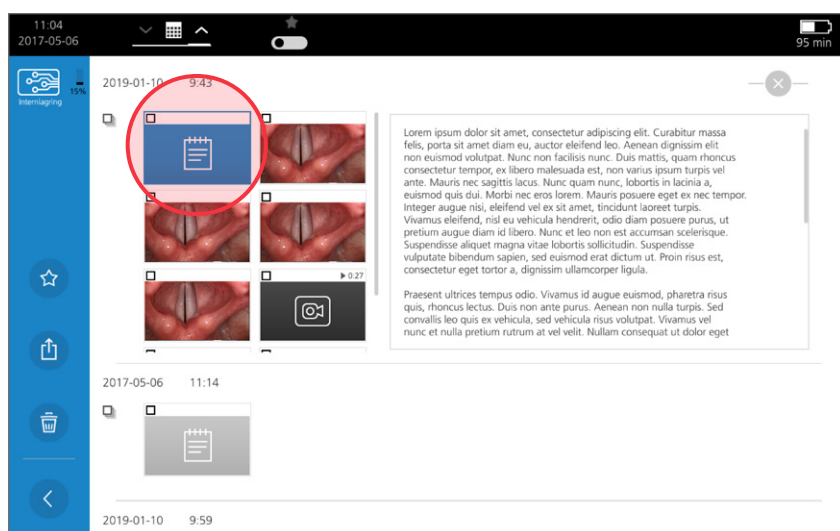 11:04
2017-05-06
95 min
15%
Internlagring
2019-01-10 9:43
Lorem ipsum dolor sit amet, consectetur adipiscing elit. Curabitur massa
felis, porta sit amet diam eu, auctor eleifend leo. Aenean dignissim elit
non euismod volutpat. Nunc non facilisis nunc. Duis mattis, quam rhoncus
consectetur tempor, ex libero malesuada est, non varius ipsum turpis vel
ante. Mauris nec sagittis lacus. Nunc quam nunc, lobortis in lacinia a,
euismod quis dui. Morbi nec eros lorem. Mauris posuere eget ex nec tempor.
Integer augue nisi, eleifend vel ex sit amet, tincidunt laoreet turpis.
Vivamus eleifend, nisl eu vehicula hendrerit, odio diam posuere purus, ut
pretium augue diam id libero. Nunc et leo non est accumsan scelerisque.
Suspendisse aliquet magna vitae lobortis sollicitudin. Suspendisse
vulputate bibendum sapien, sed euismod erat dictum ut. Proin risus est,
consectetur eget tortor a, dignissim ullamcorper ligula.
0:27
Praesent ultrices tempus odio. Vivamus id augue euismod, pharetra risus
quis, rhoncus lectus. Duis non ante purus. Aenean non nulla turpis. Sed
convallis leo quis ex vehicula, sed vehicula risus volutpat. Vivamus vel
nunc et nulla pretium rutrum at vel velit. Nullam consequat ut dolor eget
2017-05-06 11:14
2019-01-10 9:59